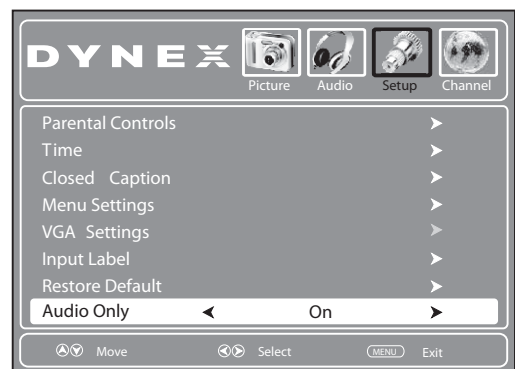 DYNEX
Picture Audio Setup Channel
Parental Controls
Time
Closed Caption
Menu Settings
VGA Settings
Input Label
Restore Default
Audio Only On
Move Select MENU Exit